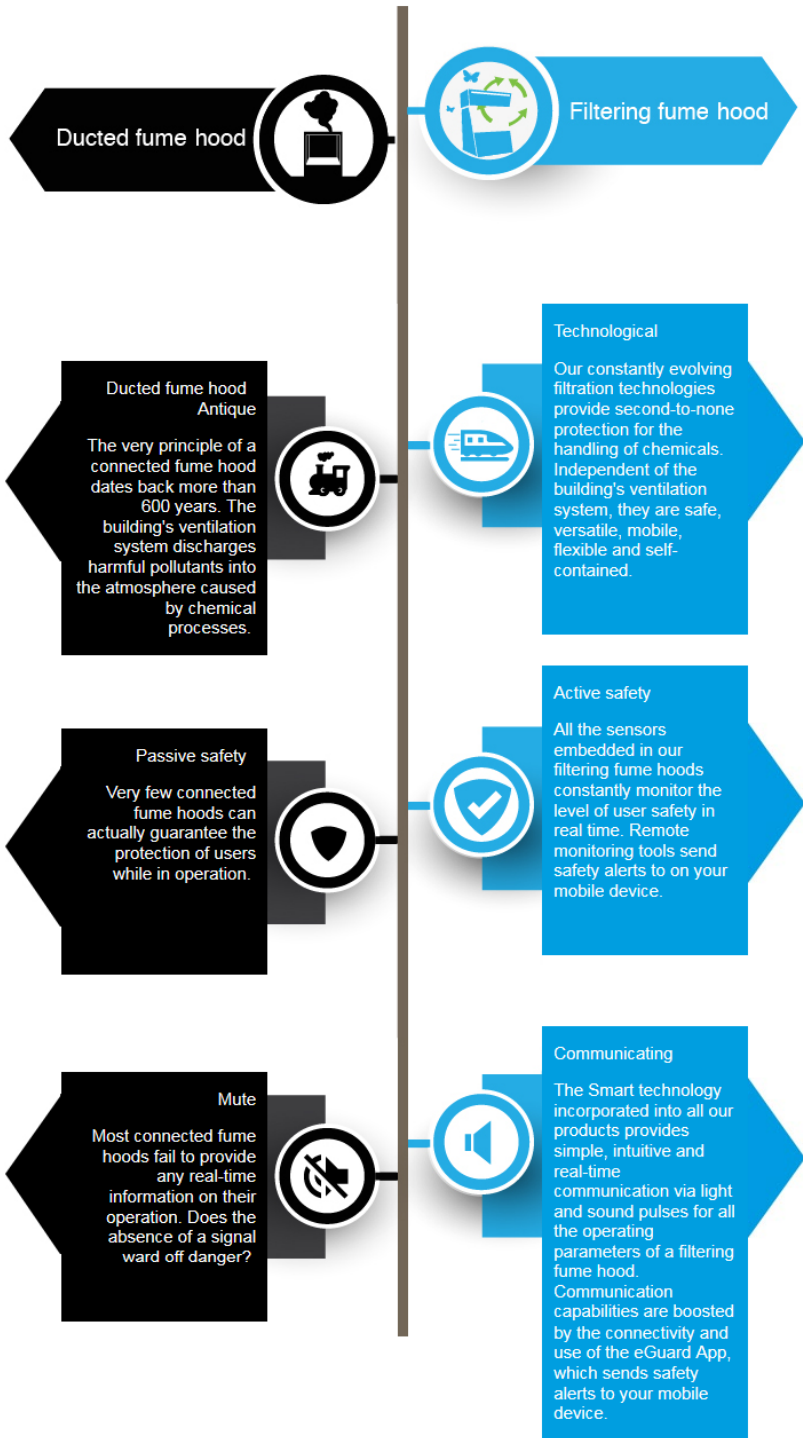 Ducted fume hood
Filtering fume hood
Ducted fume hood
Antique
The very principle of a
connected fume hood
dates back more than
600 years. The
building's ventilation
system discharges
harmful pollutants into
the atmosphere caused
by chemical
processes.
Technological
Our constantly evolving
filtration technologies
provide second-to-none
protection for the
handling of chemicals.
Independent of the
building's ventilation
system, they are safe,
versatile, mobile,
flexible and self-
contained.
Passive safety
Very few connected
fume hoods can
actually guarantee the
protection of users
while in operation.
Active safety
All the sensors
embedded in our
filtering fume hoods
constantly monitor the
level of user safety in
real time. Remote
monitoring tools send
safety alerts to on your
mobile device.
Mute
Most connected fume
hoods fail to provide
any real-time
information on their
operation. Does the
absence of a signal
ward off danger?
Communicating
The Smart technology
incorporated into all our
products provides
simple, intuitive and
real-time
communication via light
and sound pulses for all
the operating
parameters of a filtering
fume hood.
Communication
capabilities are boosted
by the connectivity and
use of the eGuard App,
which sends safety
alerts to your mobile
device.